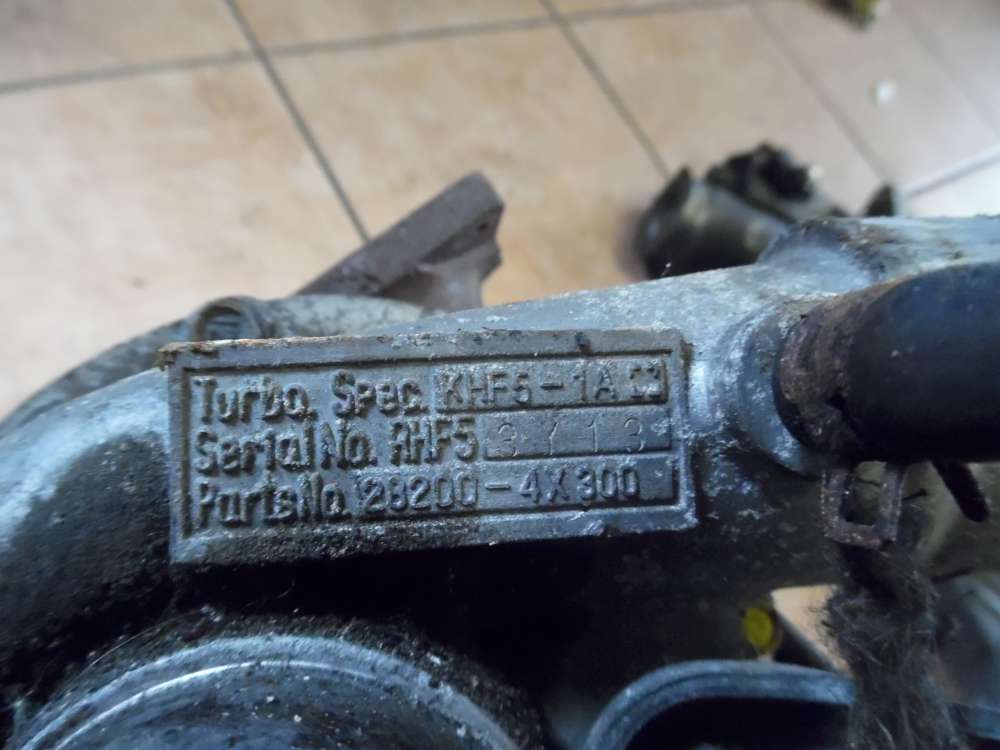 Turbo. Spec. KHF5-1A
Serial No. RHF5 3Y13
Parts No. 28200-4X300